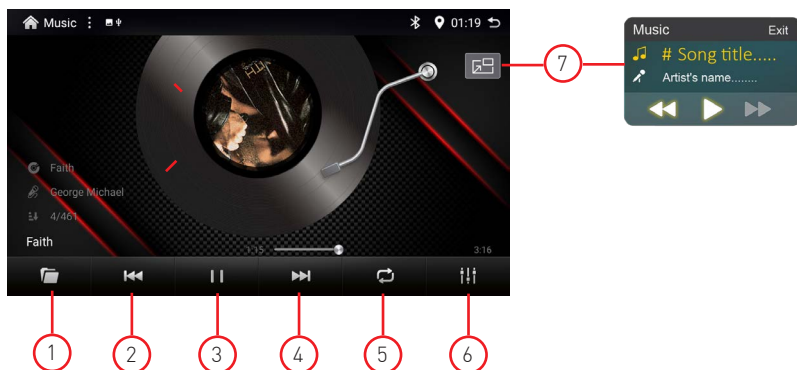 Music
01:19
7
Music Exit
# Song title.....
Artist's name........
Faith
George Michael
4/461
Faith
1:15 3:16
1 2 3 4 5 6